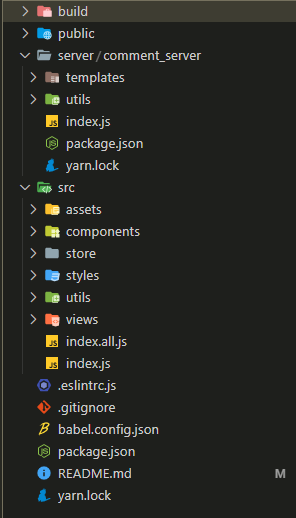 build
public
server / comment_server
templates
utils
index.js
package.json
yarn.lock
src
assets
components
store
styles
utils
views
index.all.js
index.js
.eslintrc.js
.gitignore
babel.config.json
package.json
README.md M
yarn.lock